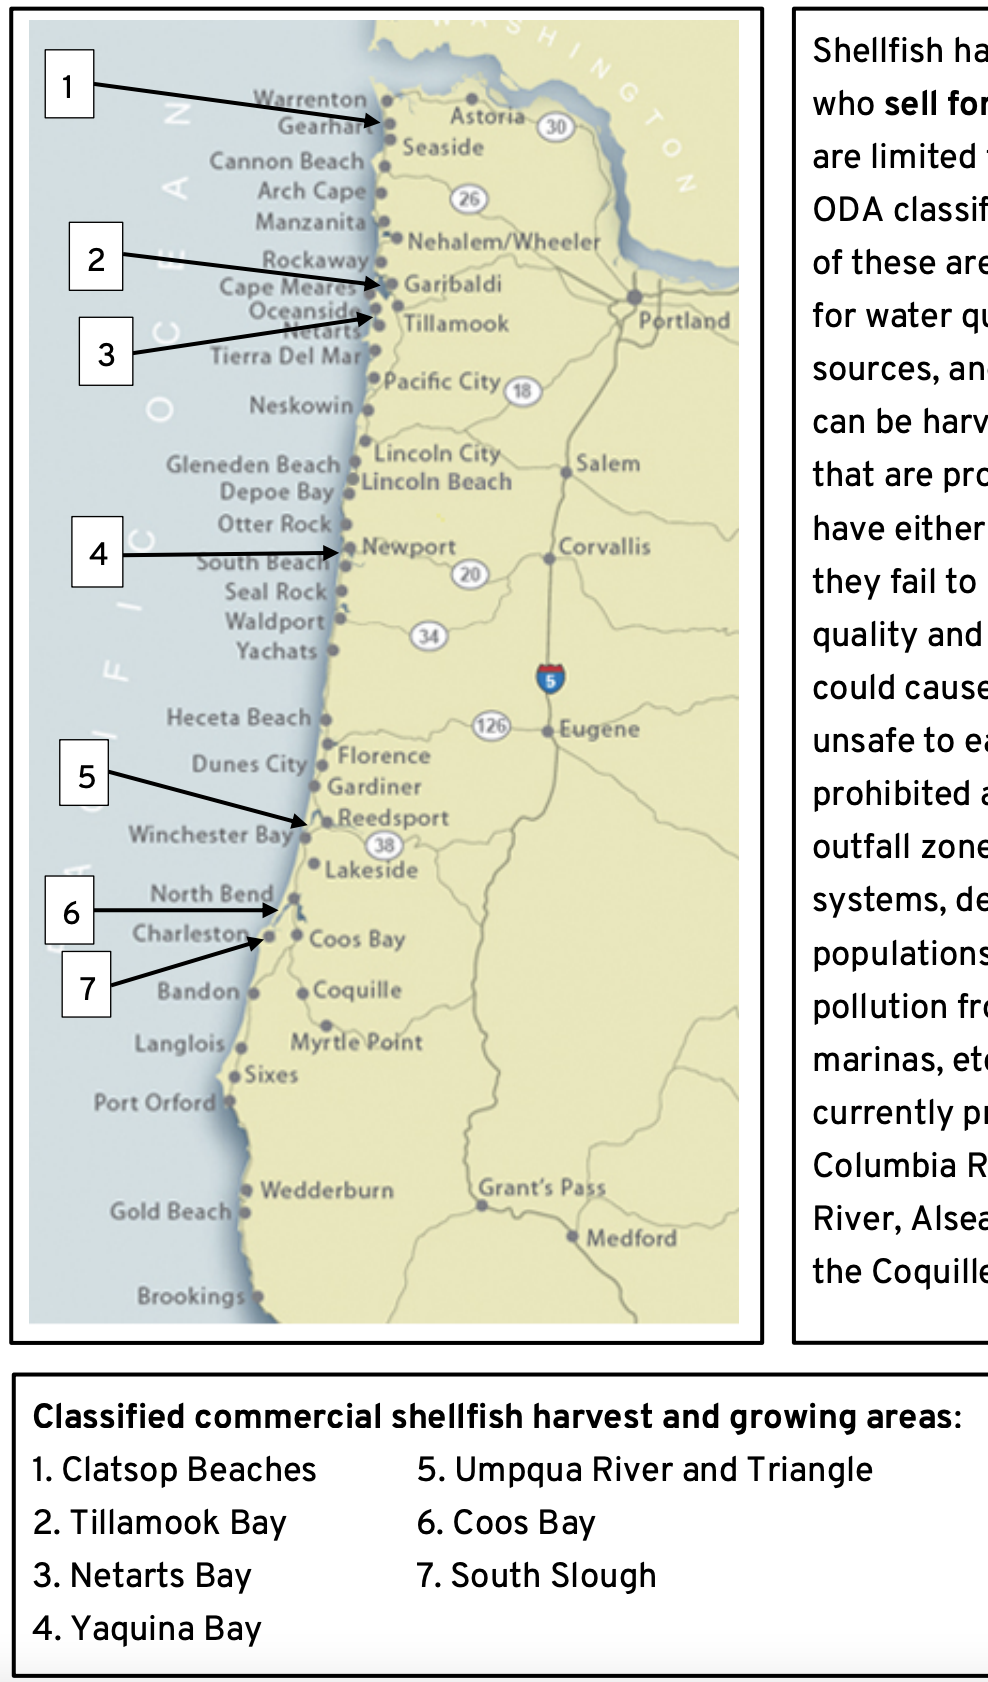 WASHINGTON
PACIFIC OCEAN
1
Warrenton
Astoria
30
Gearhart
Seaside
Cannon Beach
Arch Cape
26
Manzanita
2
Nehalem/Wheeler
Rockaway
Cape Meares
Garibaldi
Oceanside
Netarts
Tillamook
Portland
3
Tierra Del Mar
Pacific City
18
Neskowin
Lincoln City
Gleneden Beach
Salem
Lincoln Beach
Depoe Bay
Otter Rock
4
Newport
Corvallis
South Beach
20
Seal Rock
Waldport
34
Yachats
5
Heceta Beach
126
Eugene
Florence
Dunes City
5
Gardiner
Reedsport
Winchester Bay
38
Lakeside
North Bend
6
Charleston
Coos Bay
7
Bandon
Coquille
Langlois
Myrtle Point
Sixes
Port Orford
Wedderburn
Grant's Pass
Gold Beach
Medford
Brookings
Shellfish ha
who sell for
are limited
ODA classif
of these are
for water qu
sources, an
can be harv
that are pro
have either
they fail to
quality and
could cause
unsafe to ea
prohibited a
outfall zone
systems, de
populations
pollution fro
marinas, etc
currently pr
Columbia R
River, Alsea
the Coquille
Classified commercial shellfish harvest and growing areas:
1. Clatsop Beaches
2. Tillamook Bay
3. Netarts Bay
4. Yaquina Bay
5. Umpqua River and Triangle
6. Coos Bay
7. South Slough